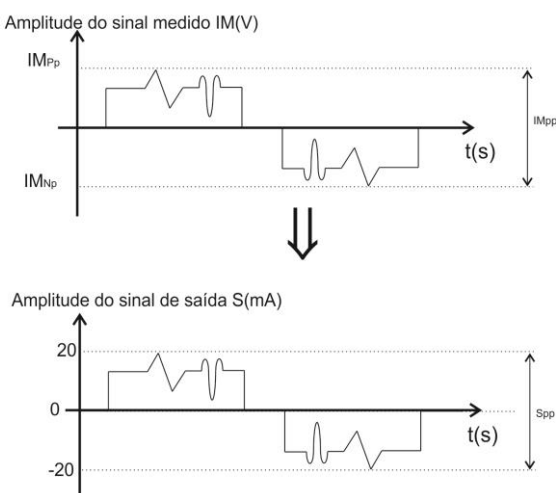 Amplitude do sinal medido IM(V)
IMPp
IMpp
t(s)
IMNp
Amplitude do sinal de saída S(mA)
20
0
Spp
t(s)
-20